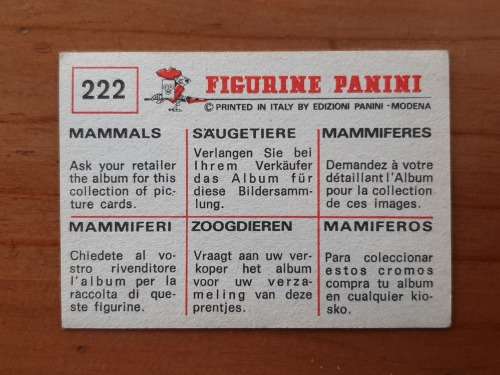 222
FIGURINE PANINI
© PRINTED IN ITALY BY EDIZIONI PANINI - MODENA
MAMMALS
Ask your retailer
the album for this
collection of pic-
ture cards.
SÄUGETIERE
Verlangen Sie bei
Ihrem Verkäufer
das Album für
diese Bildersamm-
lung.
MAMMIFERES
Demandez à votre
détaillant l'Album
pour la collection
de ces images.
MAMMIFERI
Chiedete al vo-
stro rivenditore
l'album per la
raccolta di que-
ste figurine.
ZOOGDIEREN
Vraagt aan uw ver-
koper het album
voor uw verza-
meling van deze
prentjes.
MAMIFEROS
Para coleccionar
estos cromos
compra tu album
en cualquier kio-
sko.